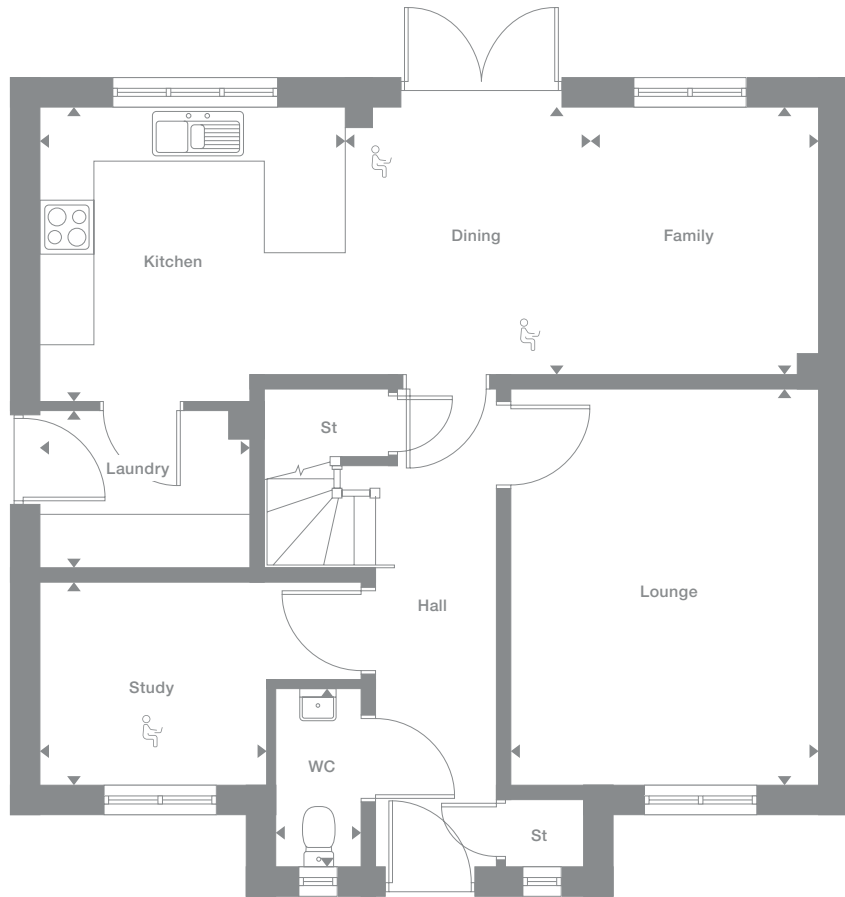 Dining
Family
Kitchen
St
Laundry
Lounge
Hall
Study
WC
St